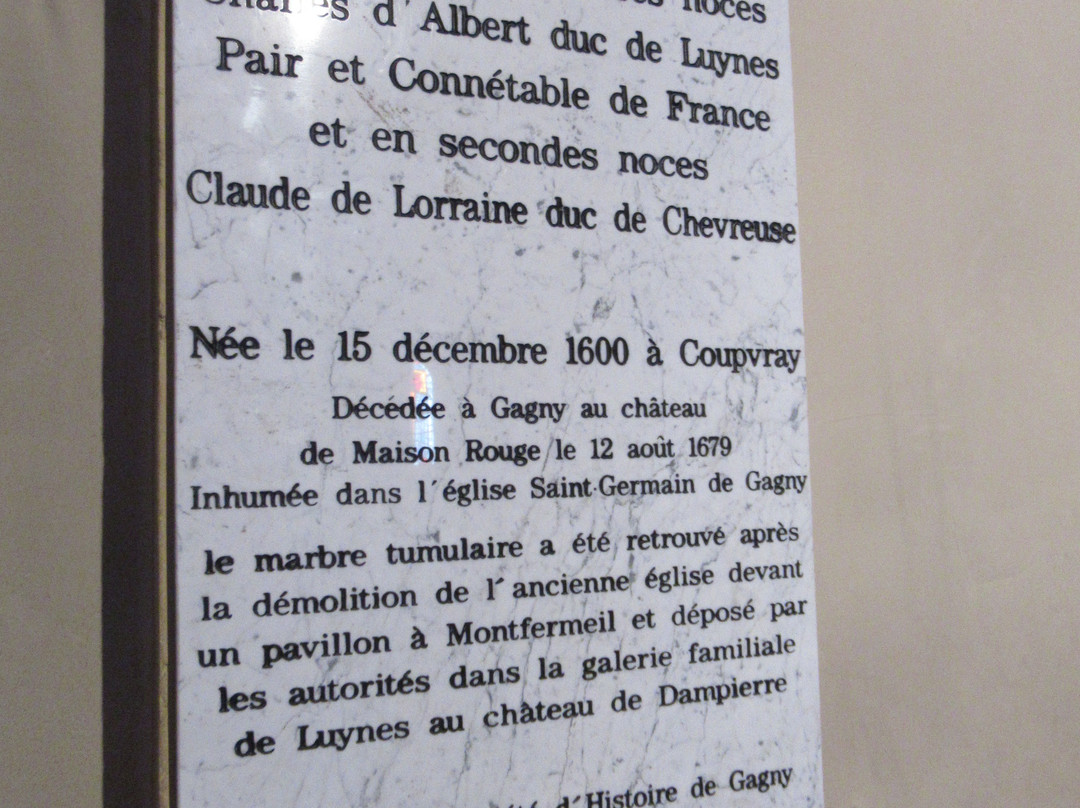 noces
d'Albert duc de Luynes
Pair et Connétable de France
et en secondes noces
Claude de Lorraine duc de Chevreuse
Née le 15 décembre 1600 à Coupvray
Décédée à Gagny au château
de Maison Rouge le 12 août 1679
Inhumée dans l'église Saint-Germain de Gagny
le marbre tumulaire a été retrouvé après
la démolition de l'ancienne église devant
un pavillon à Montfermeil et déposé par
les autorités dans la galerie familiale
de Luynes au château de Dampierre
d'Histoire de Gagny